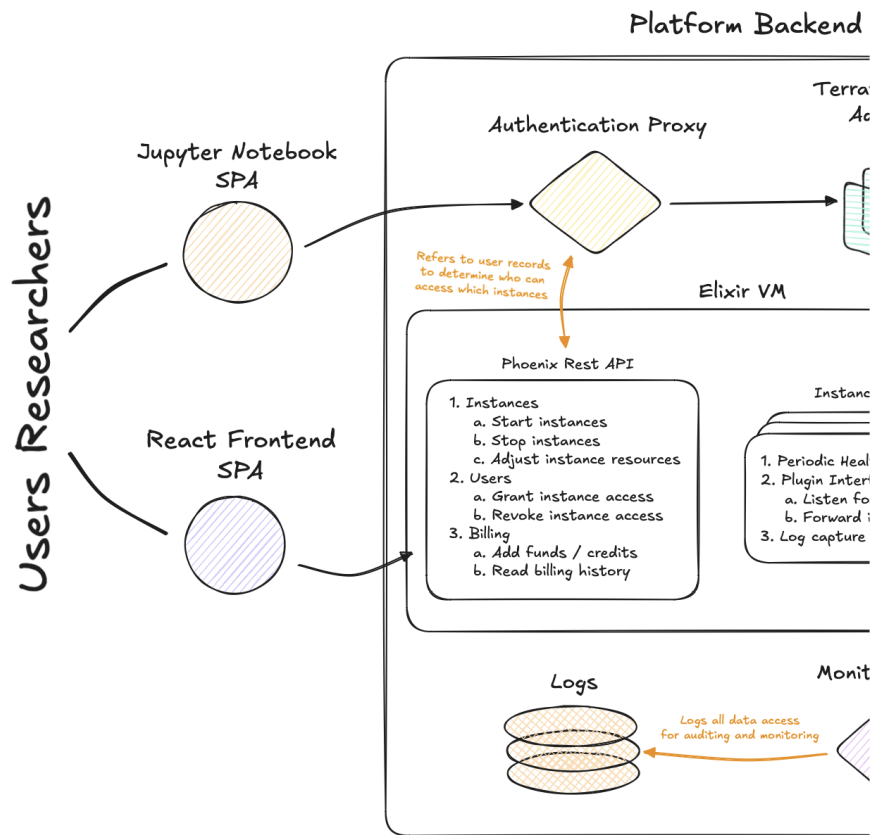 Platform Backend
Authentication Proxy
Jupyter Notebook
SPA
Users Researchers
Refers to user records
to determine who can
access which instances
Elixir VM
Phoenix Rest API
1. Instances
a. Start instances
b. Stop instances
c. Adjust instance resources
2. Users
a. Grant instance access
b. Revoke instance access
3. Billing
a. Add funds / credits
b. Read billing history
1. Periodic
2. Plugin
a. Listen
b. Forward
3. Log capture
React Frontend
SPA
Logs
Logs all data access
for auditing and monitoring